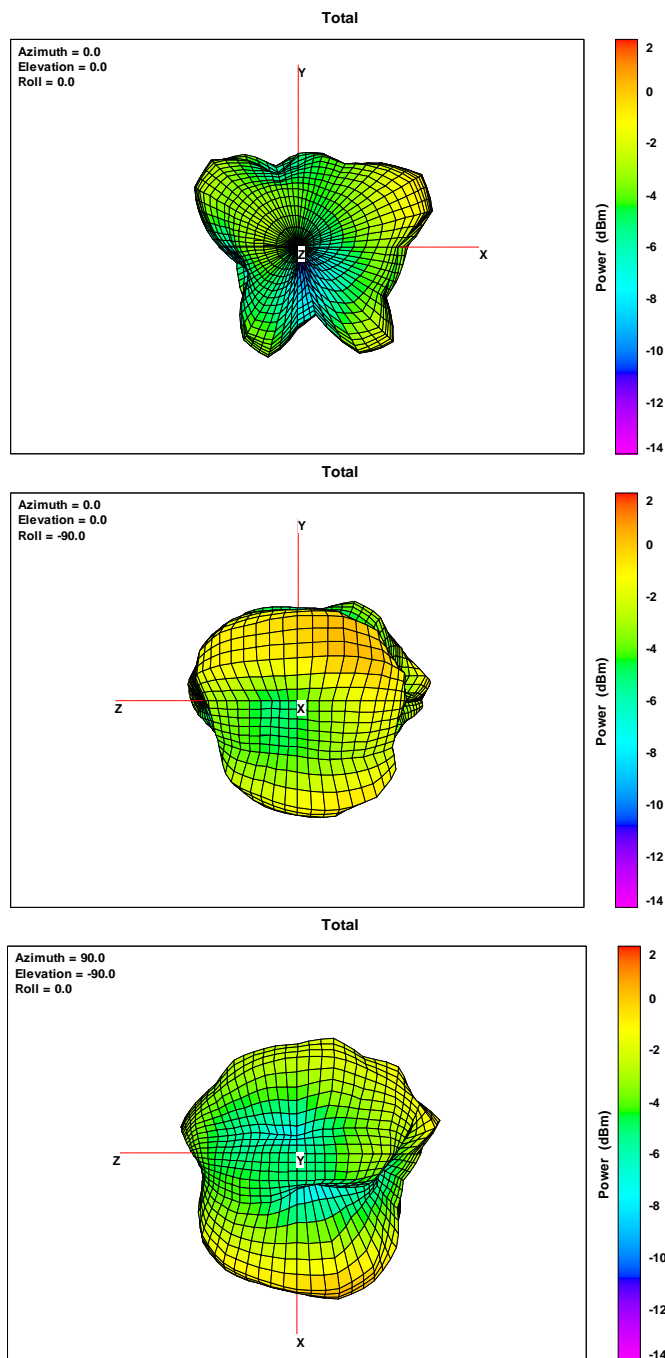 Total
Azimuth = 0.0
Elevation = 0.0
Roll = 0.0
Y
Z
X
2
0
-2
-4
-6
-8
-10
-12
-14
Power (dBm)
Total
Azimuth = 0.0
Elevation = 0.0
Roll = -90.0
Y
Z
X
2
0
-2
-4
-6
-8
-10
-12
-14
Power (dBm)
Total
Azimuth = 90.0
Elevation = -90.0
Roll = 0.0
Z
Y
X
2
0
-2
-4
-6
-8
-10
-12
-14
Power (dBm)